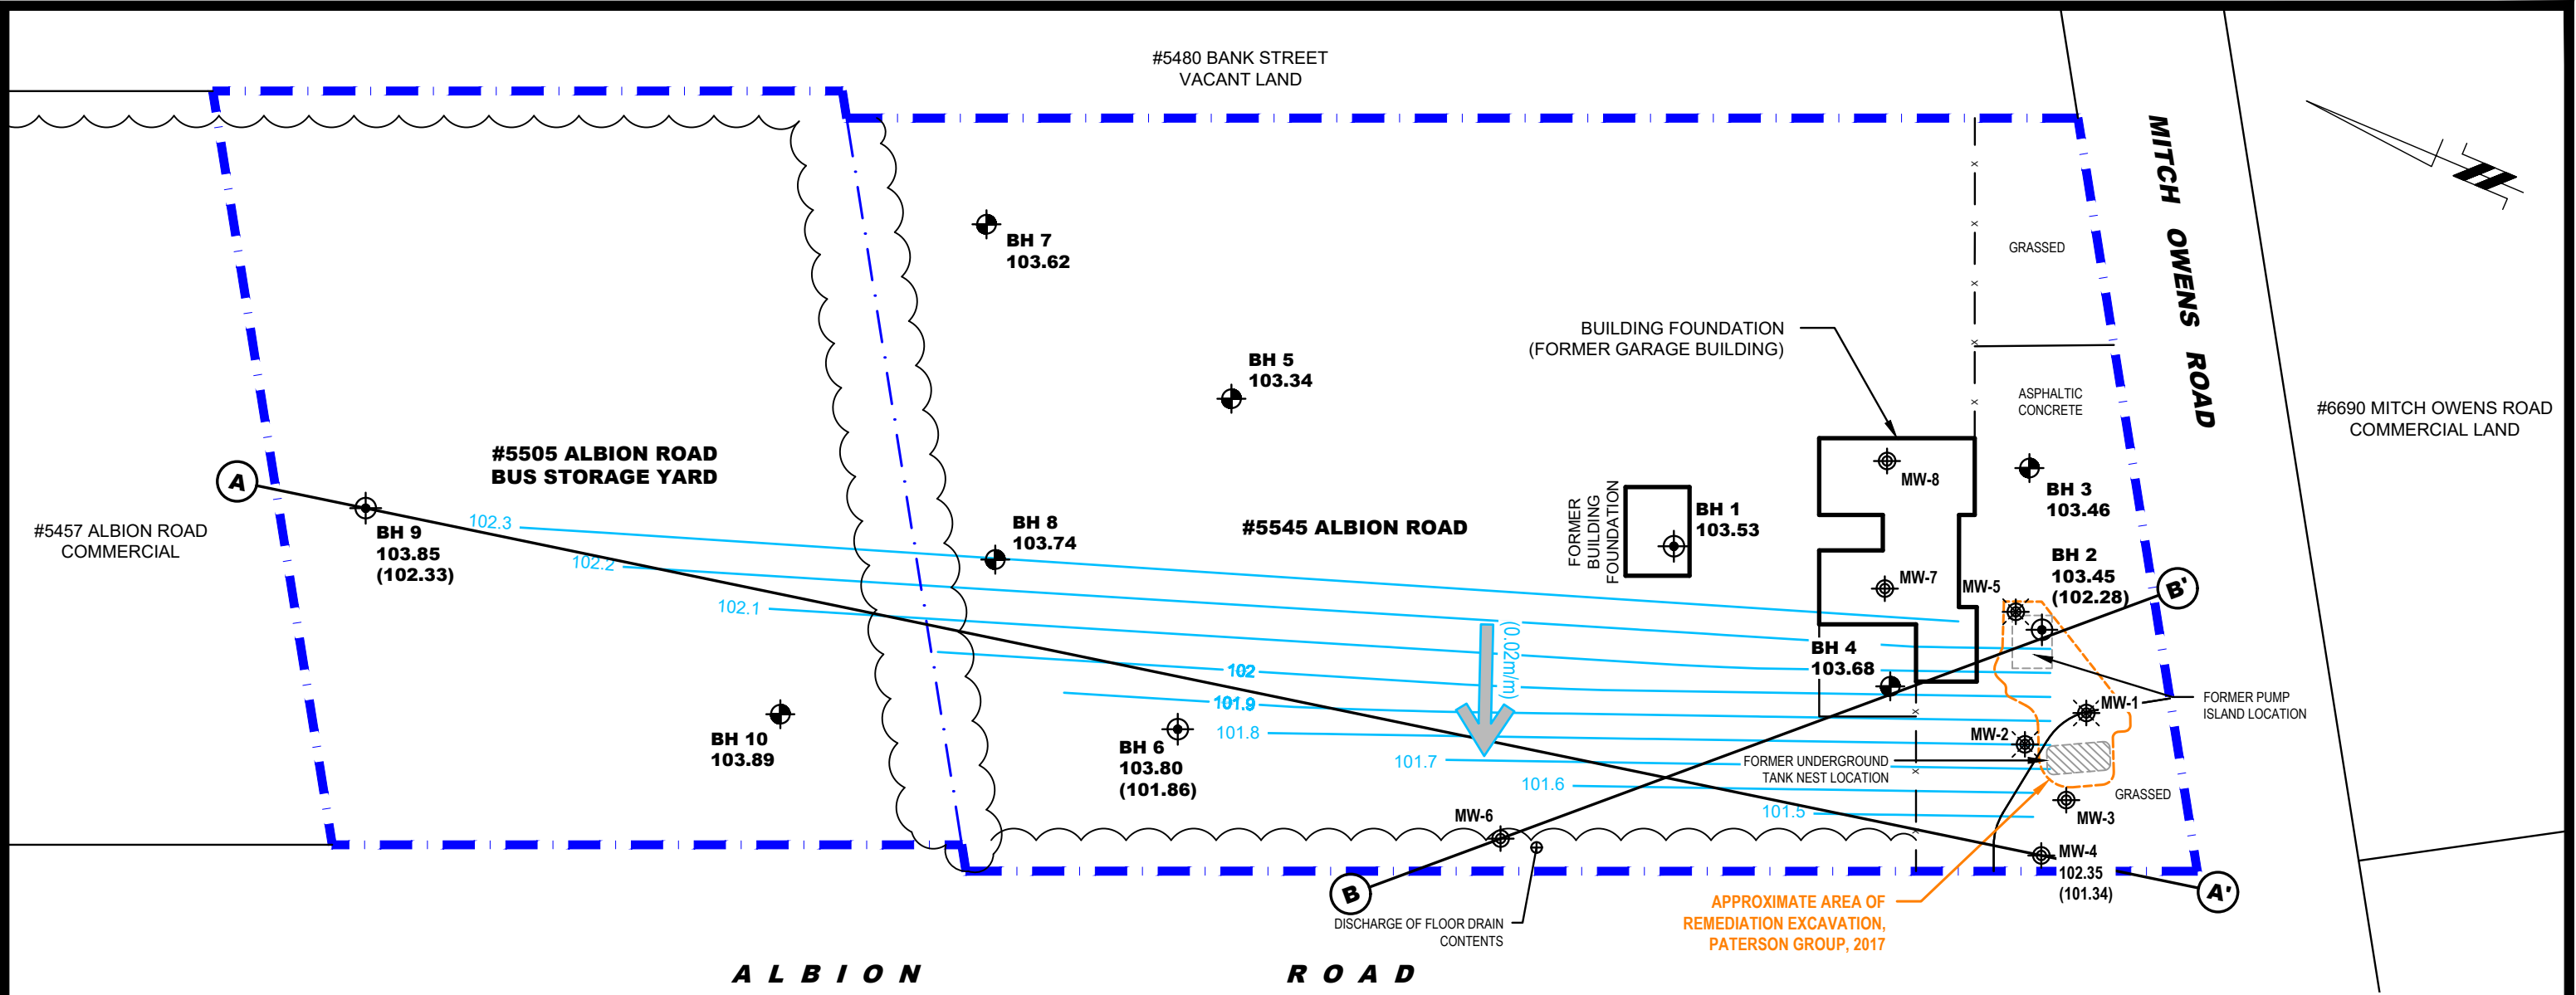 #5480 BANK STREET
VACANT LAND
MITCH OWENS ROAD
BH 7
103.62
GRASSED
BUILDING FOUNDATION
(FORMER GARAGE BUILDING)
BH 5
103.34
ASPHALTIC
CONCRETE
#6690 MITCH OWENS ROAD
COMMERCIAL LAND
#5505 ALBION ROAD
BUS STORAGE YARD
A
#5457 ALBION ROAD
COMMERCIAL
BH 9
103.85
(102.33)
102.3
102.2
102.1
BH 8
103.74
#5545 ALBION ROAD
FORMER
BUILDING
FOUNDATION
BH 1
103.53
MW-8
MW-7
BH 3
103.46
BH 2
103.45
(102.28)
MW-5
B'
(0.02m/m)
BH 4
103.68
102
101.9
101.8
101.7
101.6
101.5
BH 10
103.89
BH 6
103.80
(101.86)
MW-1
FORMER PUMP
ISLAND LOCATION
MW-2
FORMER UNDERGROUND
TANK NEST LOCATION
GRASSED
MW-3
MW-6
MW-4
102.35
(101.34)
A'
B
DISCHARGE OF FLOOR DRAIN
CONTENTS
APPROXIMATE AREA OF
REMEDIATION EXCAVATION,
PATERSON GROUP, 2017
ALBION ROAD